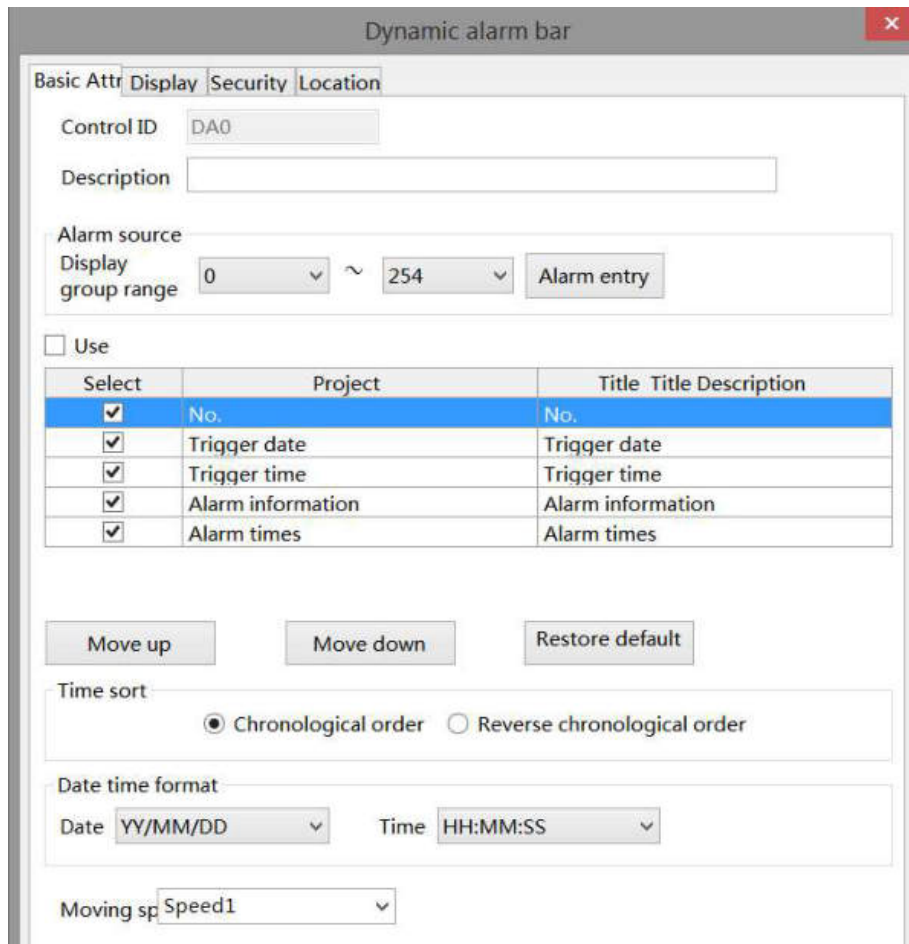 Dynamic alarm bar
Basic Attr Display Security Location
Control ID DA0
Description
Alarm source
Display
group range 0 ~ 254 Alarm entry
Use
Select Project Title Title Description
No. No.
Trigger date Trigger date
Trigger time Trigger time
Alarm information Alarm information
Alarm times Alarm times
Move up Move down Restore default
Time sort
Chronological order Reverse chronological order
Date time format
Date YY/MM/DD Time HH:MM:SS
Moving sp Speed1